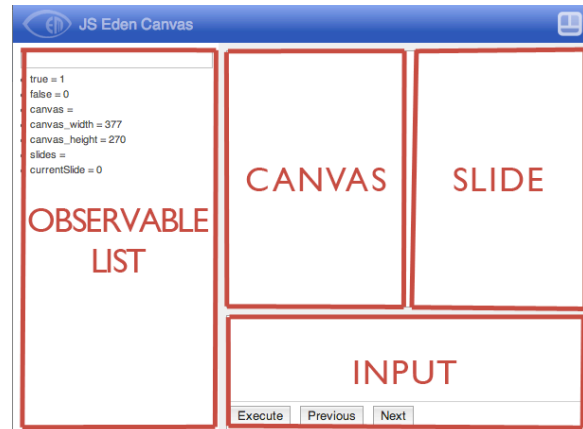 JS Eden Canvas
true = 1
false = 0
canvas =
canvas_width = 377
canvas_height = 270
slides =
currentSlide = 0
OBSERVABLE
LIST
CANVAS
SLIDE
INPUT
Execute
Previous
Next